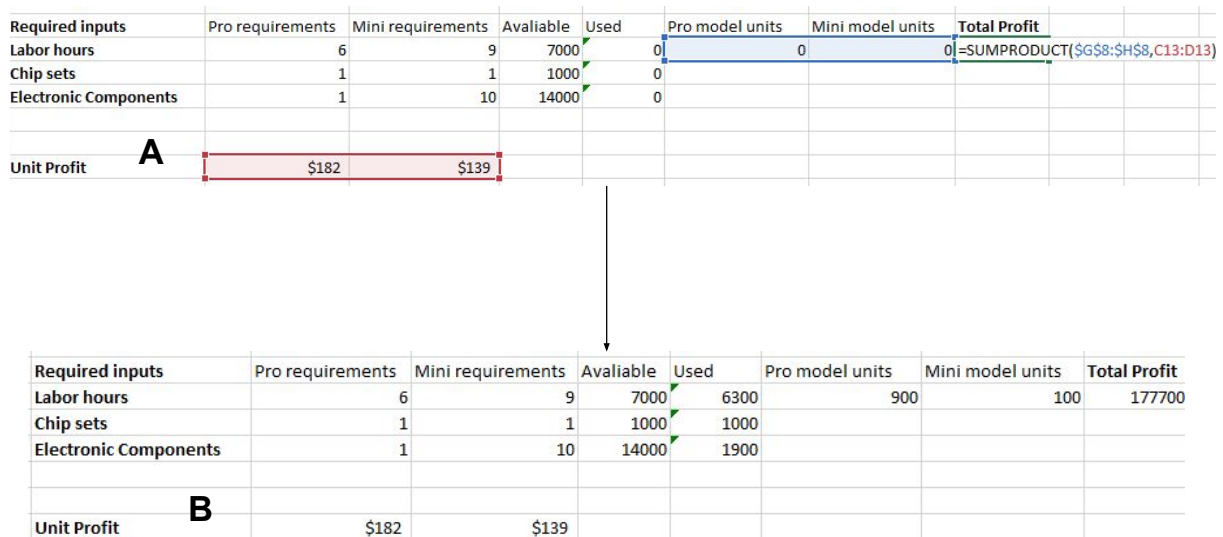 Required inputs Pro requirements Mini requirements Avaliable Used Pro model units Mini model units Total Profit
Labor hours 6 9 7000 0 0 0 =SUMPRODUCT($G$8:$H$8,C13:D13)
Chip sets 1 1 1000 0
Electronic Components 1 10 14000 0
A
Unit Profit $182 $139
Required inputs Pro requirements Mini requirements Avaliable Used Pro model units Mini model units Total Profit
Labor hours 6 9 7000 6300 900 100 177700
Chip sets 1 1 1000 1000
Electronic Components 1 10 14000 1900
B
Unit Profit $182 $139